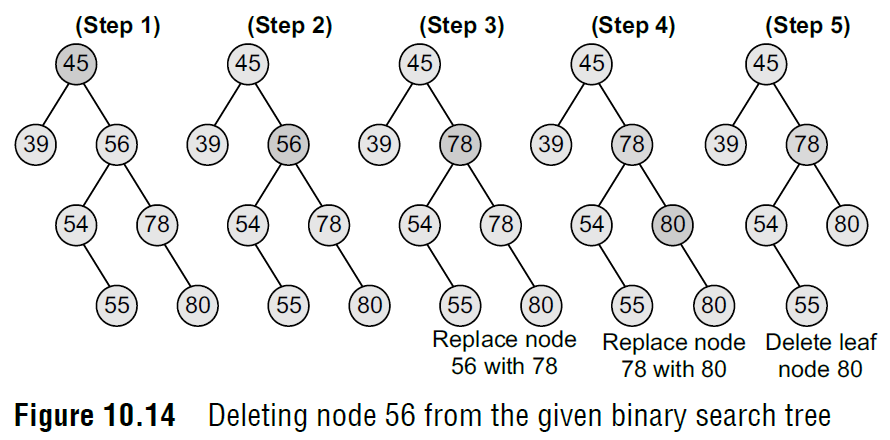 (Step 1) (Step 2) (Step 3) (Step 4) (Step 5)
45 45 45 45 45
39 56 39 56 39 78 39 78 39 78
54 78 54 78 54 78 54 80 54 80
55 80 55 80 55 80 55 80 55
Replace node Replace node Delete leaf
56 with 78 78 with 80 node 80
Figure 10.14 Deleting node 56 from the given binary search tree